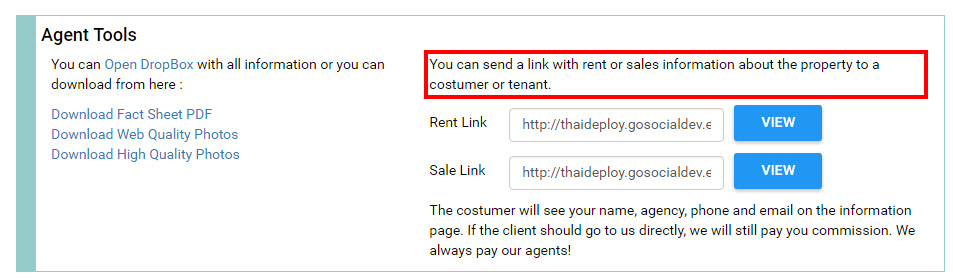 Agent Tools
You can Open DropBox with all information or you can
download from here :
Download Fact Sheet PDF
Download Web Quality Photos
Download High Quality Photos
You can send a link with rent or sales information about the property to a
costumer or tenant.
Rent Link http://thaideploy.gosocialdev.e VIEW
Sale Link http://thaideploy.gosocialdev.e VIEW
The costumer will see your name, agency, phone and email on the information
page. If the client should go to us directly, we will still pay you commission. We
always pay our agents!